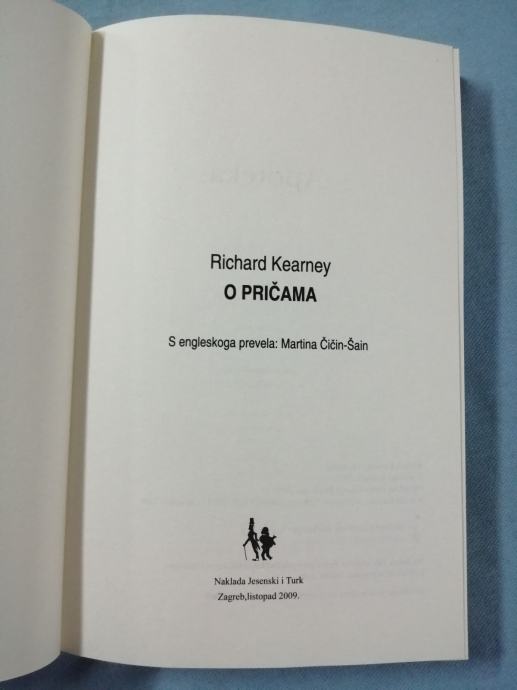 Richard Kearney
O PRIČAMA
S engleskoga prevela: Martina Čičin-Šain
Naklada Jesenski i Turk
Zagreb,listopad 2009.